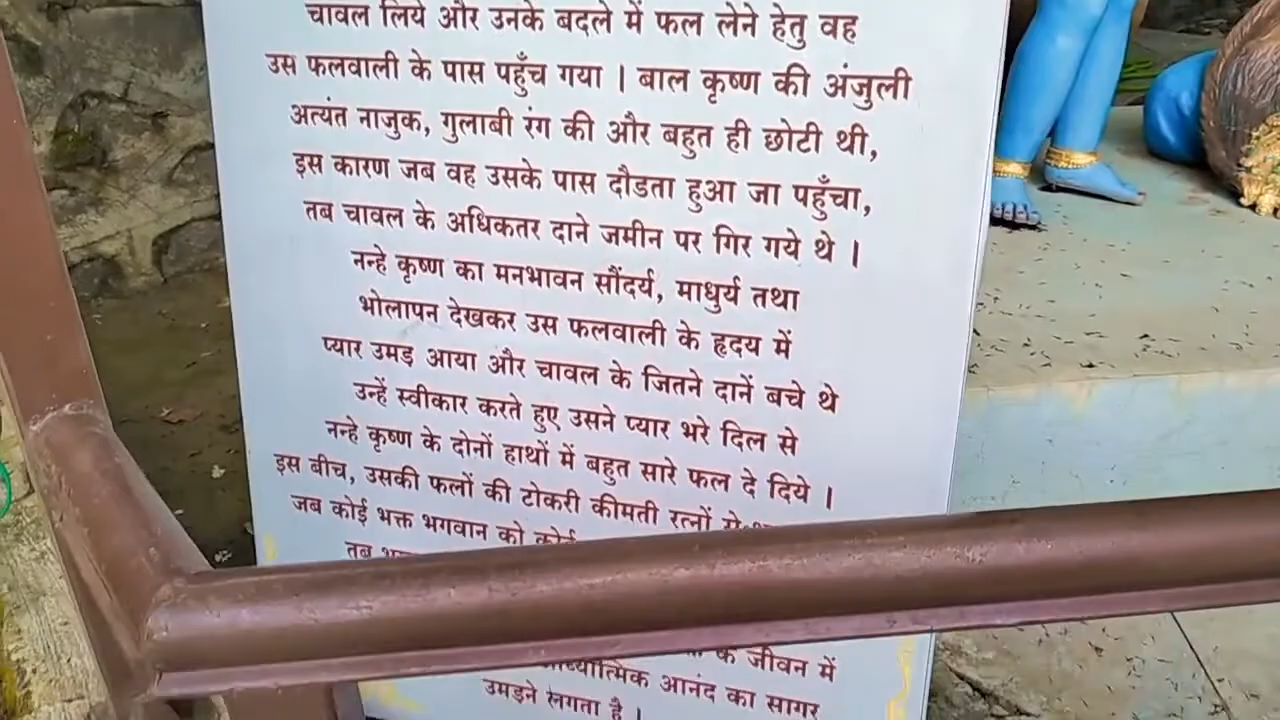 चावल लिये और उनके बदले में फल लेने हेतु वह
उस फलवाली के पास पहुँच गया । बाल कृष्ण की अंजुली
अत्यंत नाजुक, गुलाबी रंग की और बहुत ही छोटी थी,
इस कारण जब वह उसके पास दौडता हुआ जा पहुँचा,
तब चावल के अधिकतर दाने जमीन पर गिर गये थे ।
नन्हे कृष्ण का मनभावन सौंदर्य, माधुर्य तथा
भोलापन देखकर उस फलवाली के हृदय में
प्यार उमड़ आया और चावल के जितने दानें बचे थे
उन्हें स्वीकार करते हुए उसने प्यार भरे दिल से
नन्हे कृष्ण के दोनों हाथों में बहुत सारे फल दे दिये ।
इस बीच, उसकी फलों की टोकरी कीमती रत्नों से
जब कोई भक्त भगवान को कोई
तब
के जीवन में
आनंद का सागर
उमड़ने लगता है ।